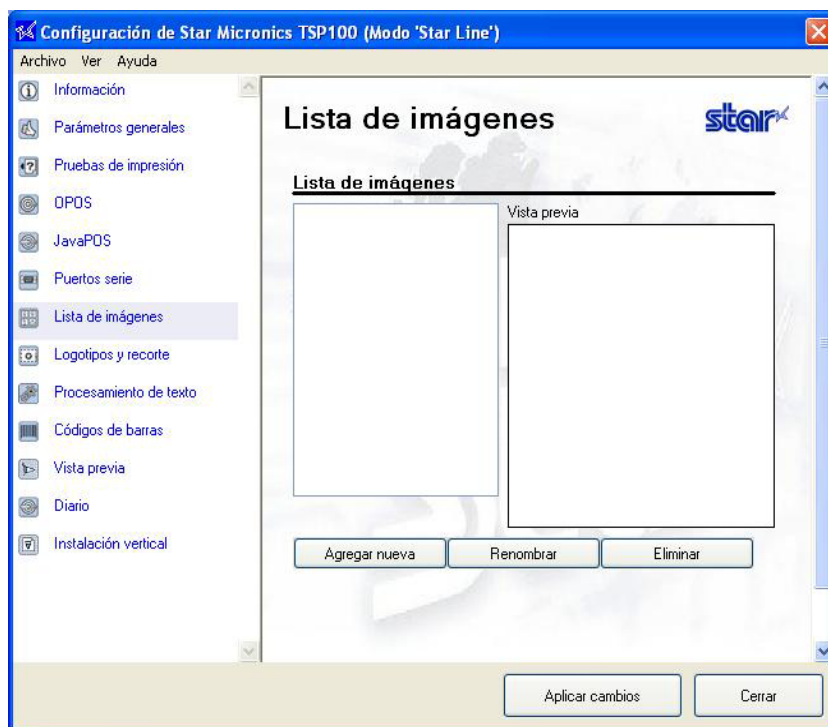 Configuración de Star Micronics TSP100 (Modo 'Star Line')
Archivo Ver Ayuda
Información
Parámetros generales
Pruebas de impresión
OPOS
JavaPOS
Puertos serie
Lista de imágenes
Logotipos y recorte
Procesamiento de texto
Códigos de barras
Vista previa
Diario
Instalación vertical
Lista de imágenes
star
Lista de imágenes
Vista previa
Agregar nueva
Renombrar
Eliminar
Aplicar cambios
Cerrar